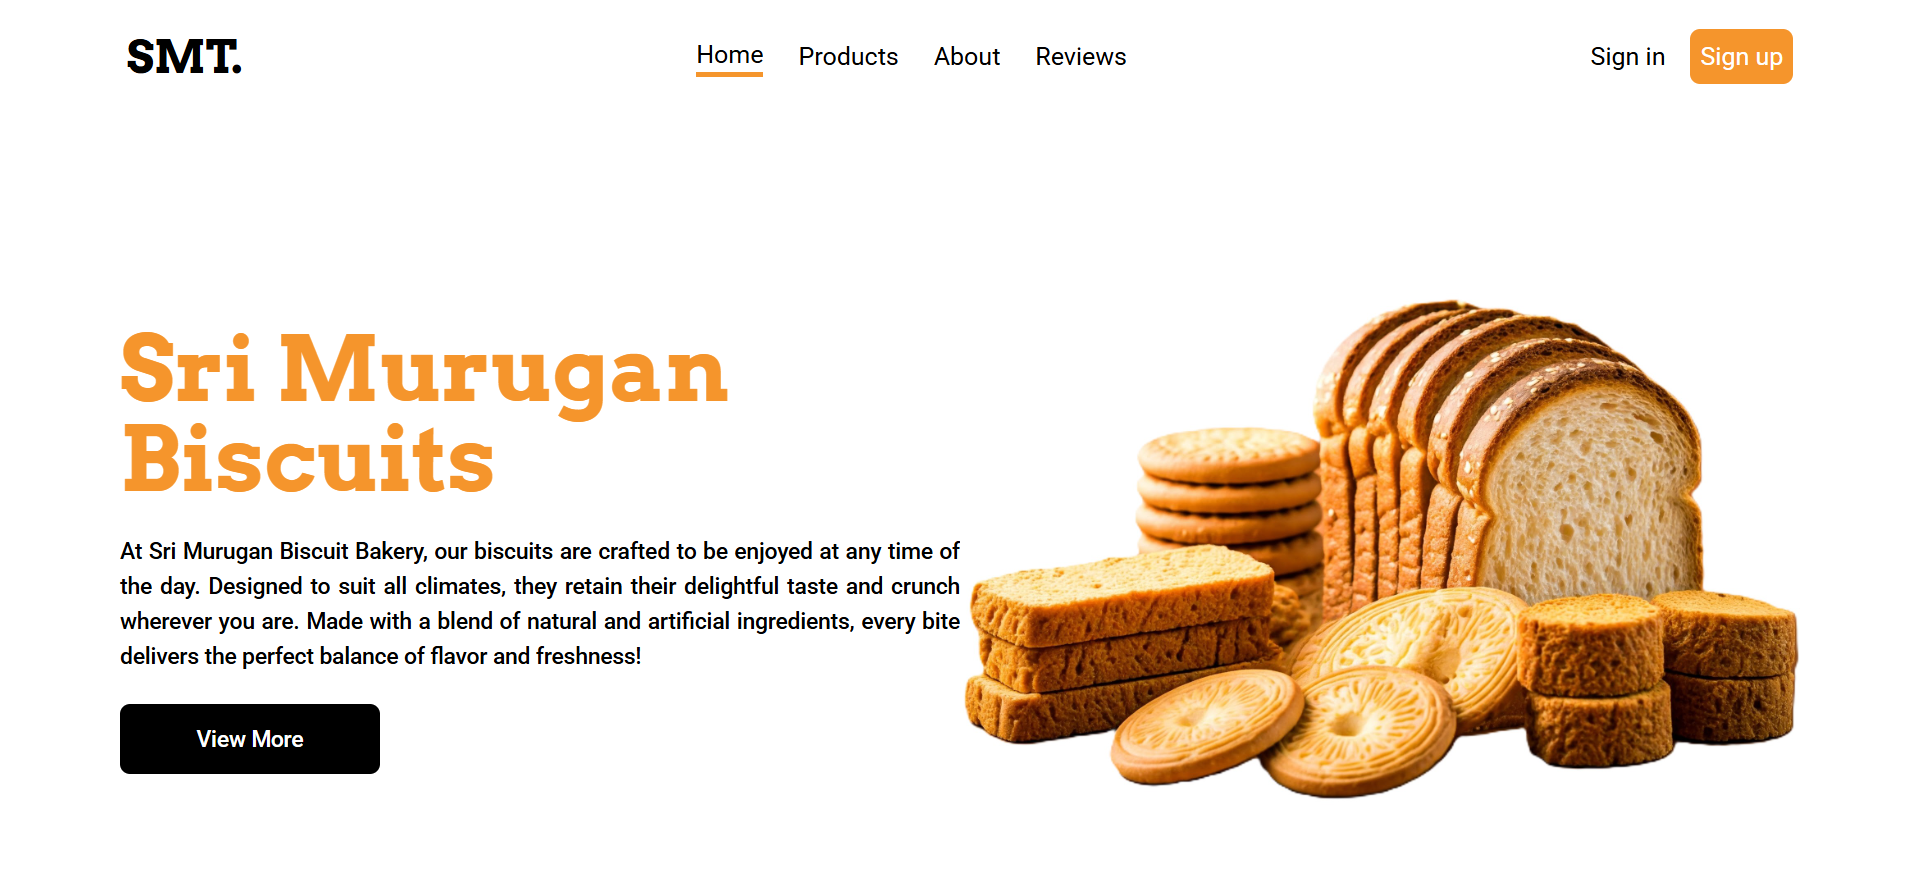 SMT.
Home Products About Reviews
Sign in Sign up
Sri Murugan
Biscuits
At Sri Murugan Biscuit Bakery, our biscuits are crafted to be enjoyed at any time of
the day. Designed to suit all climates, they retain their delightful taste and crunch
wherever you are. Made with a blend of natural and artificial ingredients, every bite
delivers the perfect balance of flavor and freshness!
View More